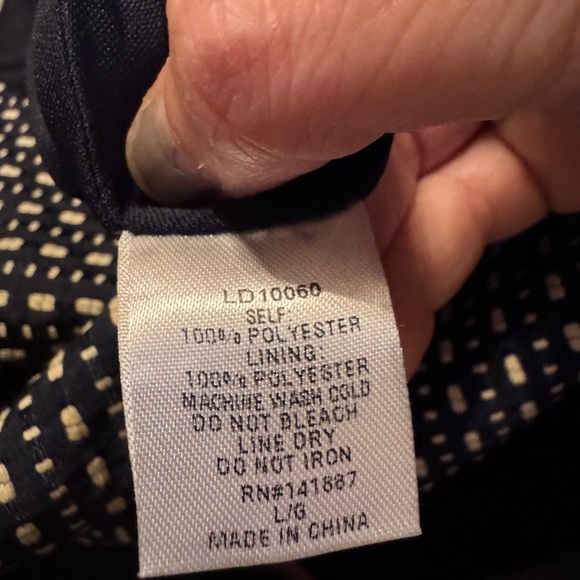 LD10060
SELF:
100% POLYESTER
LINING:
100% POLYESTER
MACHINE WASH COLD
DO NOT BLEACH
LINE DRY
DO NOT IRON
RN#141887
L/G
MADE IN CHINA